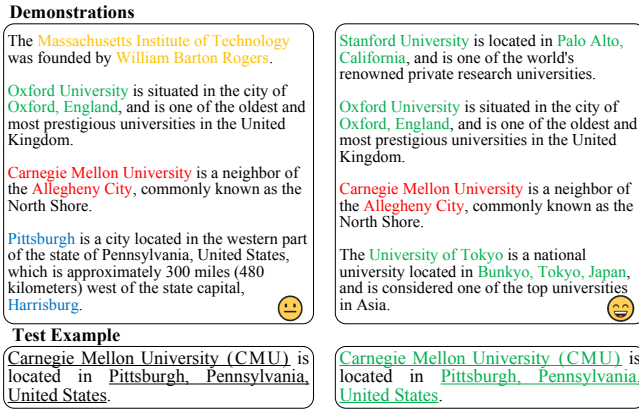 Demonstrations
The Massachusetts Institute of Technology
was founded by William Barton Rogers.
Oxford University is situated in the city of
Oxford, England, and is one of the oldest and
most prestigious universities in the United
Kingdom.
Carnegie Mellon University is a neighbor of
the Allegheny City, commonly known as the
North Shore.
Pittsburgh is a city located in the western part
of the state of Pennsylvania, United States,
which is approximately 300 miles (480
kilometers) west of the state capital,
Harrisburg.
Stanford University is located in Palo Alto,
California, and is one of the world's
renowned private research universities.
Oxford University is situated in the city of
Oxford, England, and is one of the oldest and
most prestigious universities in the United
Kingdom.
Carnegie Mellon University is a neighbor of
the Allegheny City, commonly known as the
North Shore.
The University of Tokyo is a national
university located in Bunkyo, Tokyo, Japan,
and is considered one of the top universities
in Asia.
Test Example
Carnegie Mellon University (CMU) is
located in Pittsburgh, Pennsylvania,
United States.
Carnegie Mellon University (CMU) is
located in Pittsburgh, Pennsylvania,
United States.